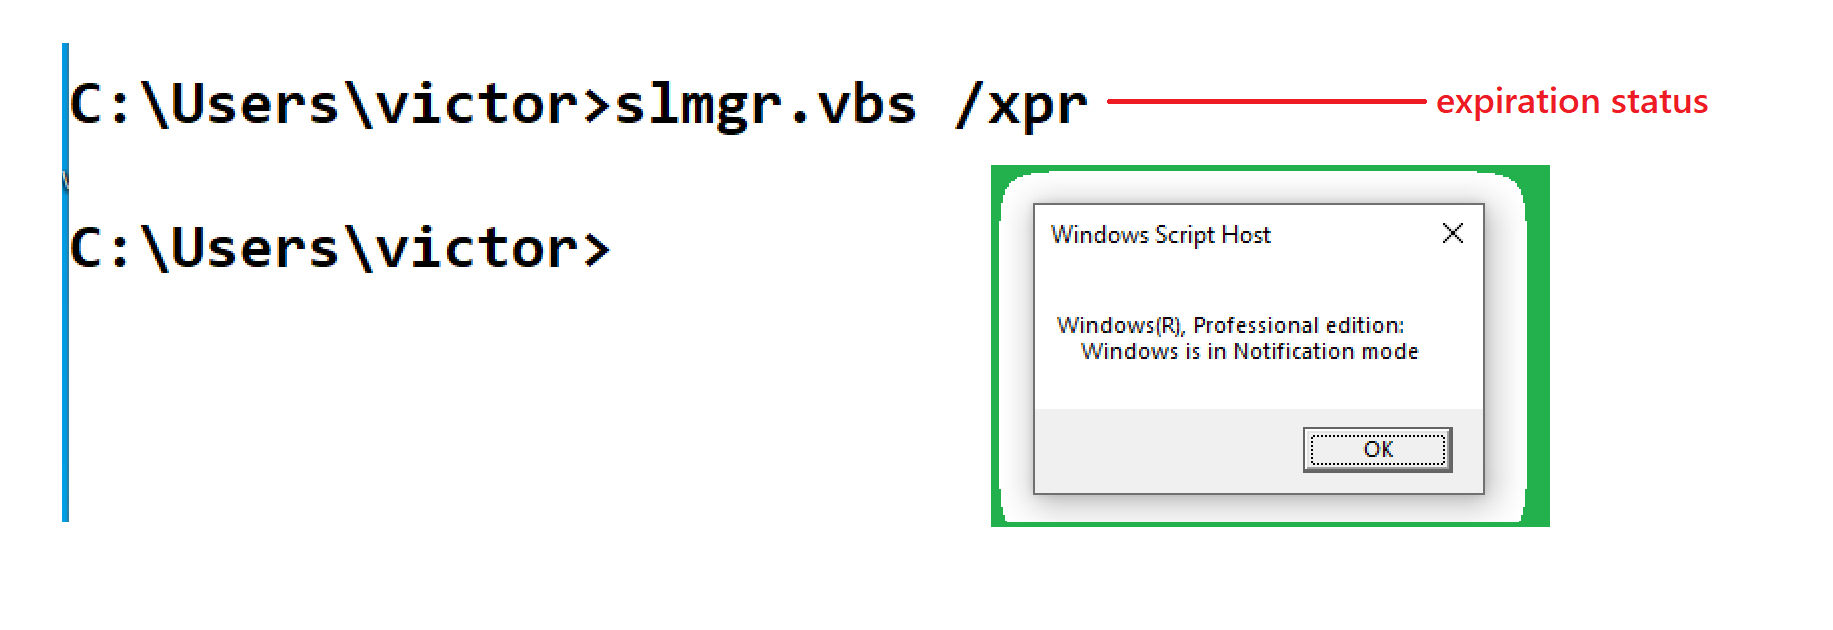 C:\Users\victor>slmgr.vbs /xpr
expiration status
C:\Users\victor>
Windows Script Host
Windows(R), Professional edition:
Windows is in Notification mode
OK